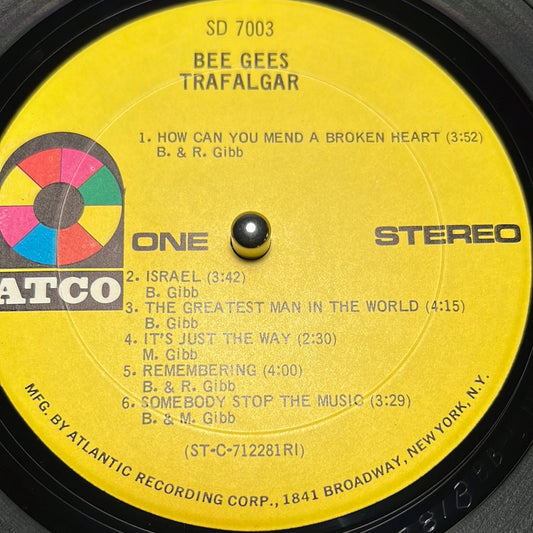 SD 7003
BEE GEES
TRAFALGAR
1. HOW CAN YOU MEND A BROKEN HEART (3:52)
B. & R. Gibb
ATCO
ONE
STEREO
2. ISRAEL (3:42)
B. Gibb
3. THE GREATEST MAN IN THE WORLD (4:15)
B. Gibb
4. IT'S JUST THE WAY (2:30)
M. Gibb
5. REMEMBERING (4:00)
B. & R. Gibb
6. SOMEBODY STOP THE MUSIC (3:29)
B. & M. Gibb
(ST-C-712281RI)
MFG. BY ATLANTIC RECORDING CORP., 1841 BROADWAY, NEW YORK, N.Y.